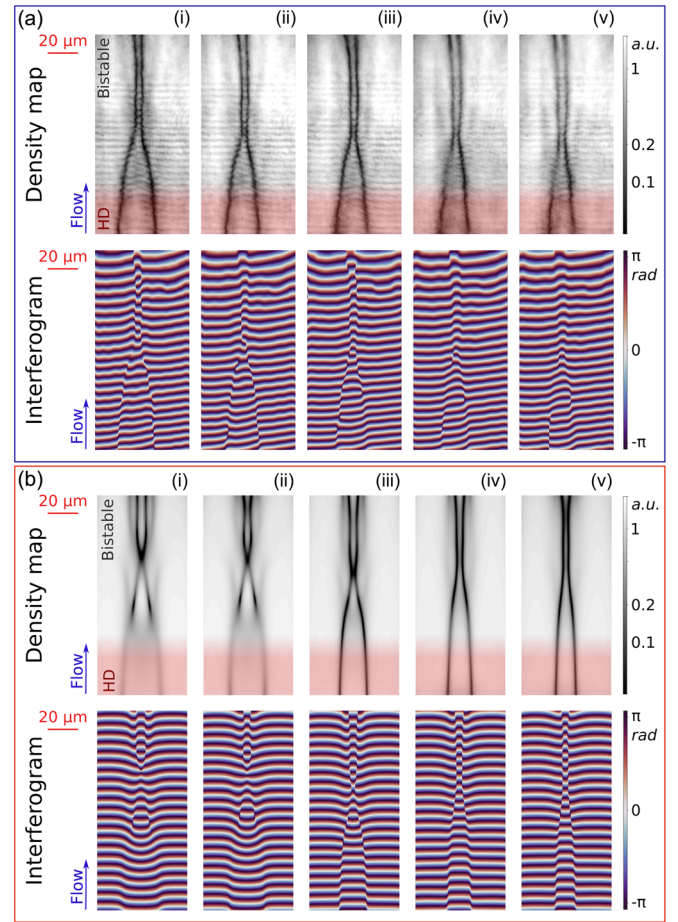 (a) (i) (ii) (iii) (iv) (v)
20 µm
Density map
Bistable
Flow
HD
a.u.
1
0.2
0.1
20 µm
Interferogram
Flow
π
rad
0
-π
(b) (i) (ii) (iii) (iv) (v)
20 µm
Density map
Bistable
Flow
HD
a.u.
1
0.2
0.1
20 µm
Interferogram
Flow
π
rad
0
-π